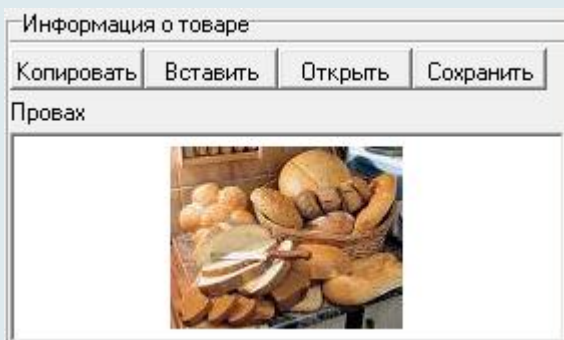 Информация о товаре
Копировать Вставить Открыть Сохранить
Провах